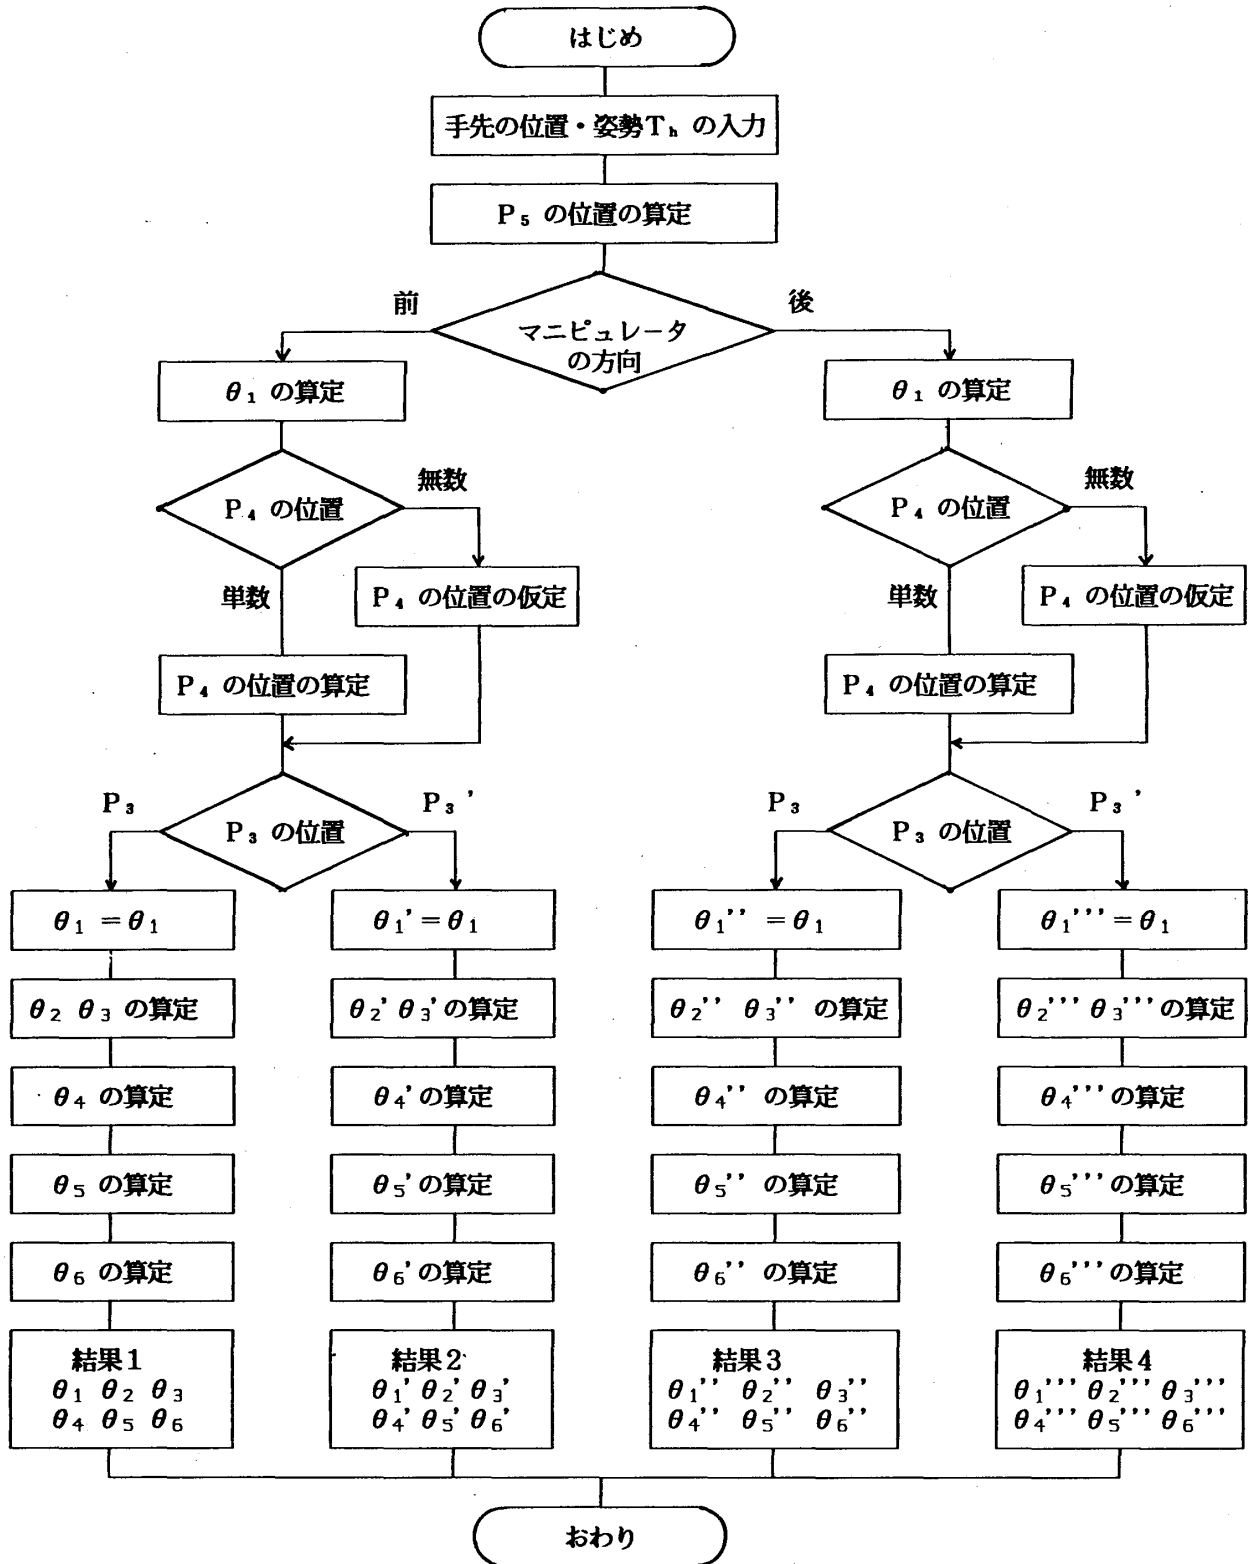 はじめ
手先の位置・姿勢Tₕ の入力
P₅ の位置の算定
前
後
マニピュレータ
の方向
θ₁ の算定
θ₁ の算定
P₄ の位置
無数
P₄ の位置
無数
単数
P₄ の位置の仮定
単数
P₄ の位置の仮定
P₄ の位置の算定
P₄ の位置の算定
P₃
P₃ の位置
P₃'
P₃
P₃ の位置
P₃'
θ₁ =θ₁
θ₁'=θ₁
θ₁'' =θ₁
θ₁'''=θ₁
θ₂ θ₃ の算定
θ₂' θ₃'の算定
θ₂'' θ₃'' の算定
θ₂''' θ₃'''の算定
θ₄ の算定
θ₄'の算定
θ₄'' の算定
θ₄'''の算定
θ₅ の算定
θ₅'の算定
θ₅'' の算定
θ₅'''の算定
θ₆ の算定
θ₆'の算定
θ₆'' の算定
θ₆'''の算定
結果1
θ₁ θ₂ θ₃
θ₄ θ₅ θ₆
結果2
θ₁' θ₂' θ₃'
θ₄' θ₅' θ₆'
結果3
θ₁'' θ₂'' θ₃''
θ₄'' θ₅'' θ₆''
結果4
θ₁''' θ₂''' θ₃'''
θ₄''' θ₅''' θ₆'''
おわり